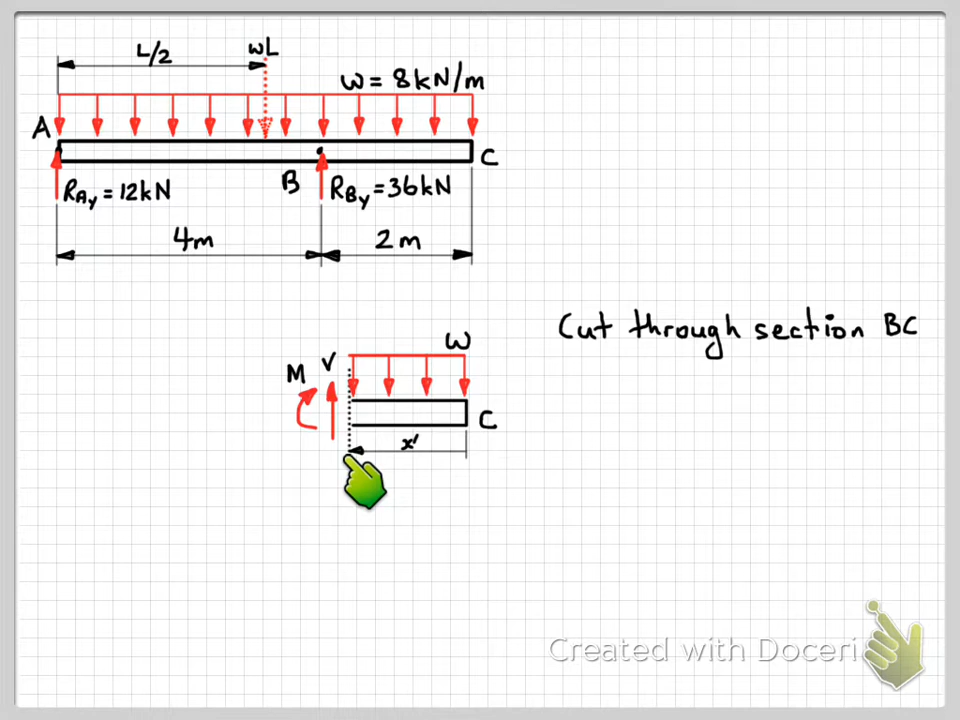 L/2
wL
w = 8kN/m
A
B
C
RAy = 12kN
RBy = 36kN
4m
2m
Cut through section BC
w
M
V
C
x'
Created with Doceri